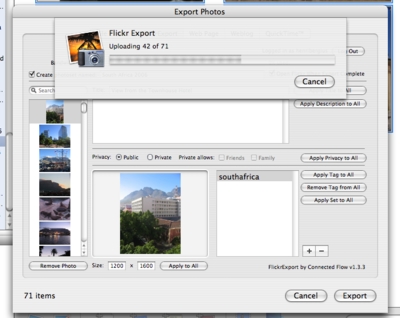 Export Photos
Flickr Export
Uploading 42 of 71
Cancel
Create
Search
Apply Description to All
Privacy: Public Private Private allows: Friends Family
Apply Privacy to All
southafrica
Apply Tag to All
Remove Tag from All
Apply Set to All
+ −
Remove Photo Size: 1200 x 1600 Apply to All
FlickrExport by Connected Flow v1.3.3
71 items
Cancel Export